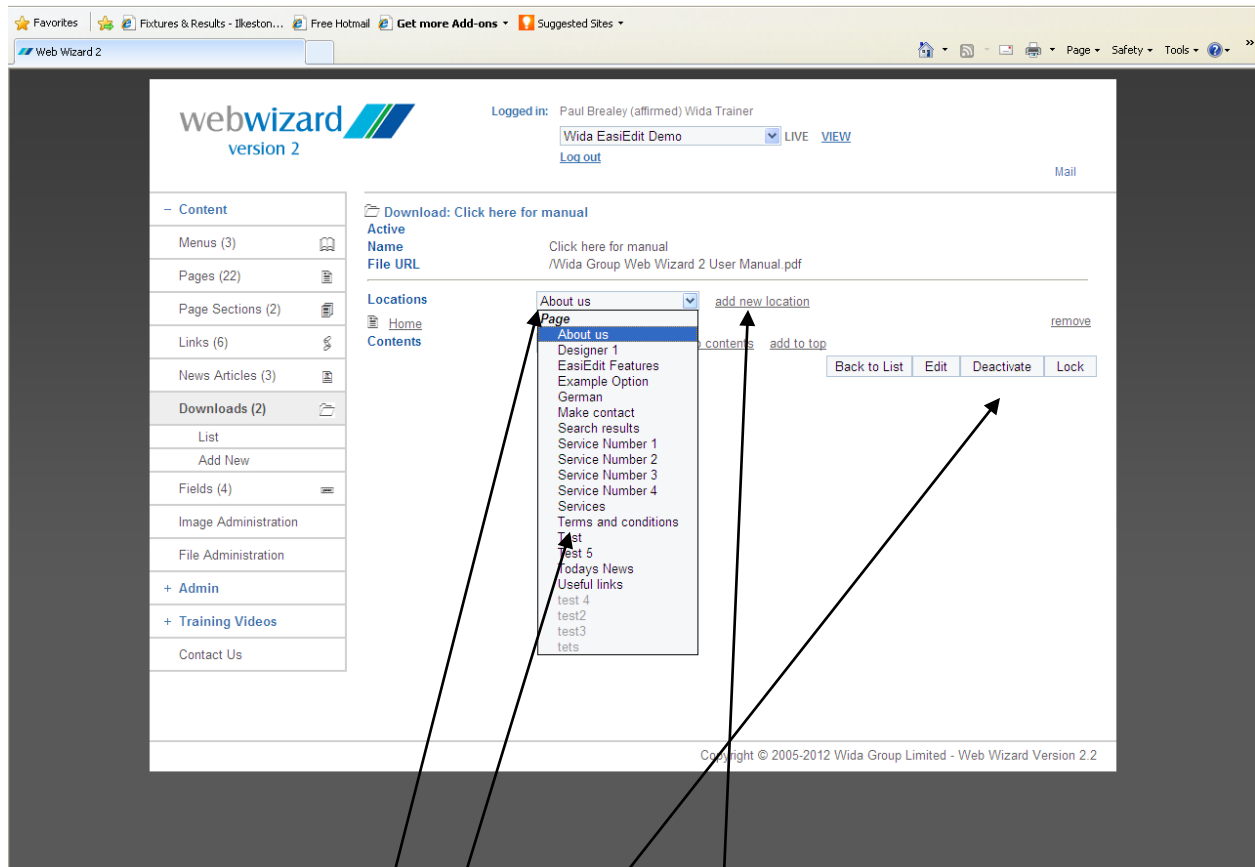 Favorites Fixtures & Results - Ilkeston... Free Hotmail Get more Add-ons Suggested Sites
Web Wizard 2 Page Safety Tools »
webwizard
version 2
Logged in: Paul Brealey (affirmed) Wida Trainer
Wida EasiEdit Demo LIVE VIEW
Log out
Mail
− Content
Menus (3)
Pages (22)
Page Sections (2)
Links (6)
News Articles (3)
Downloads (2)
List
Add New
Fields (4)
Image Administration
File Administration
+ Admin
+ Training Videos
Contact Us
Download: Click here for manual
Active
Name Click here for manual
File URL /Wida Group Web Wizard 2 User Manual.pdf
Locations About us add new location
Home remove
Contents contents add to top
Back to List Edit Deactivate Lock
Page
About us
Designer 1
EasiEdit Features
Example Option
German
Make contact
Search results
Service Number 1
Service Number 2
Service Number 3
Service Number 4
Services
Terms and conditions
Test
Test 5
Todays News
Useful links
test 4
test2
test3
tets
Copyright © 2005-2012 Wida Group Limited - Web Wizard Version 2.2